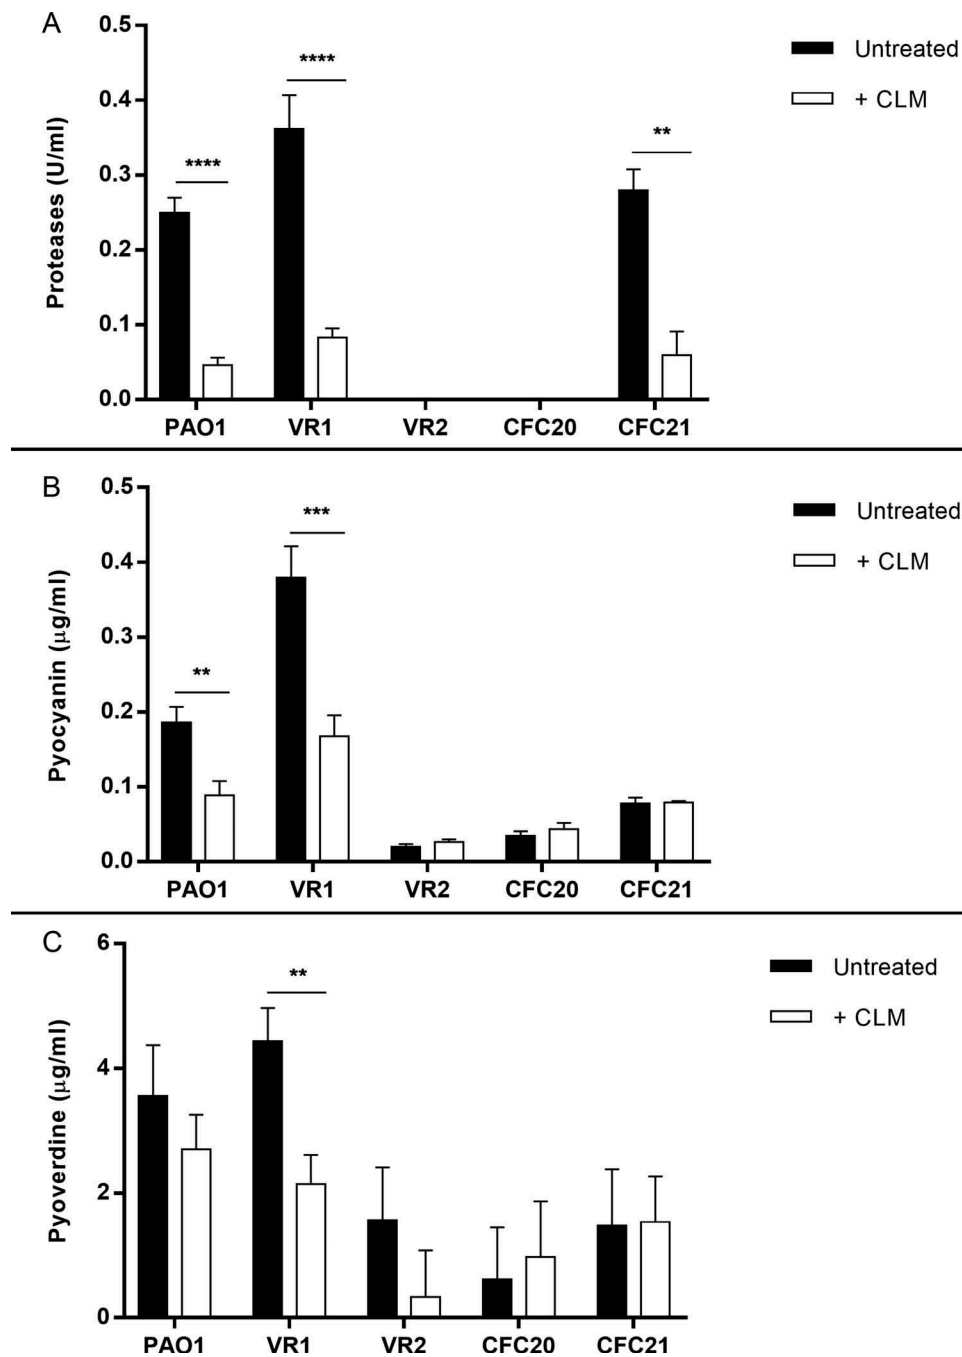 A
Proteases (U/ml)
0.5
0.4
0.3
0.2
0.1
0.0
****
****
**
Untreated
+ CLM
PAO1 VR1 VR2 CFC20 CFC21
B
Pyocyanin (μg/ml)
0.5
0.4
0.3
0.2
0.1
0.0
**
***
Untreated
+ CLM
PAO1 VR1 VR2 CFC20 CFC21
C
Pyoverdine (μg/ml)
6
4
2
0
**
Untreated
+ CLM
PAO1 VR1 VR2 CFC20 CFC21